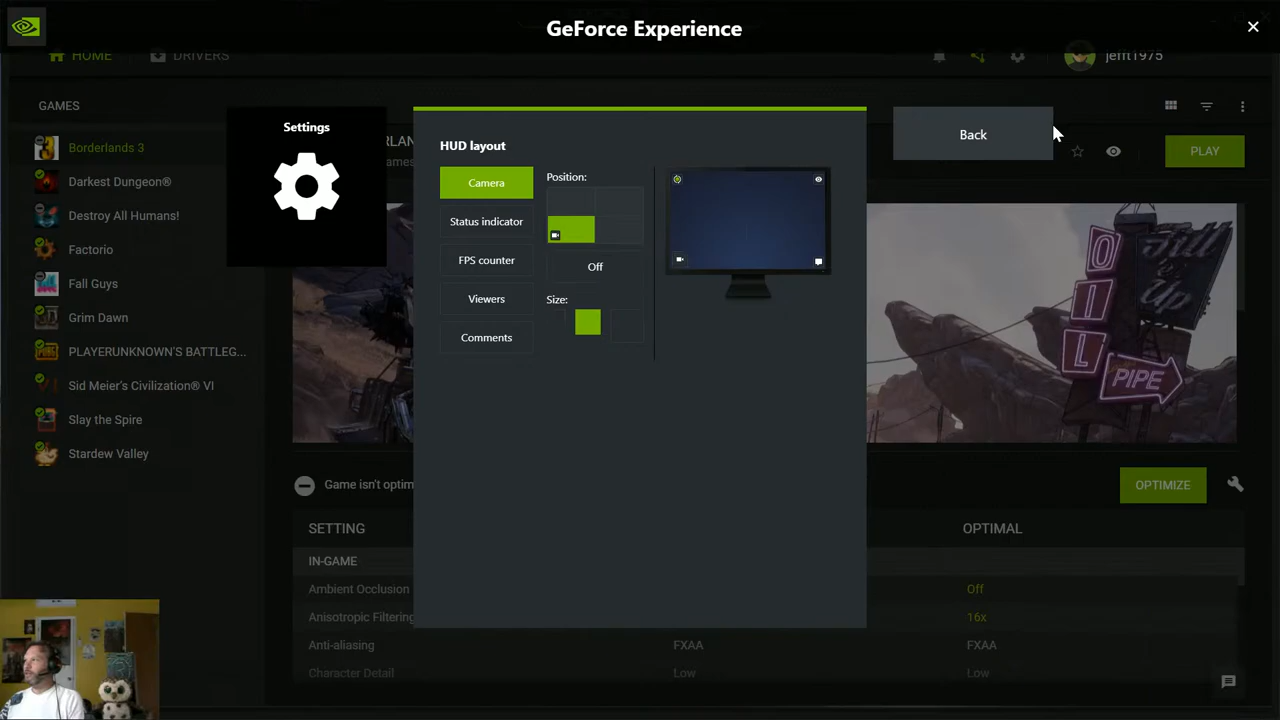 GeForce Experience
HOME
DRIVERS
jefft1975
GAMES
Borderlands 3
Darkest Dungeon®
Destroy All Humans!
Factorio
Fall Guys
Grim Dawn
PLAYERUNKNOWN'S BATTLEG...
Sid Meier's Civilization® VI
Slay the Spire
Stardew Valley
Settings
HUD layout
Camera
Status indicator
FPS counter
Viewers
Comments
Position:
Off
Size:
Back
PLAY
OIL
Fill
Up
PIPE
Game isn't optim
OPTIMIZE
SETTING
OPTIMAL
IN-GAME
Ambient Occlusion
Off
Anisotropic Filtering
16x
Anti-aliasing
FXAA
FXAA
Character Detail
Low
Low